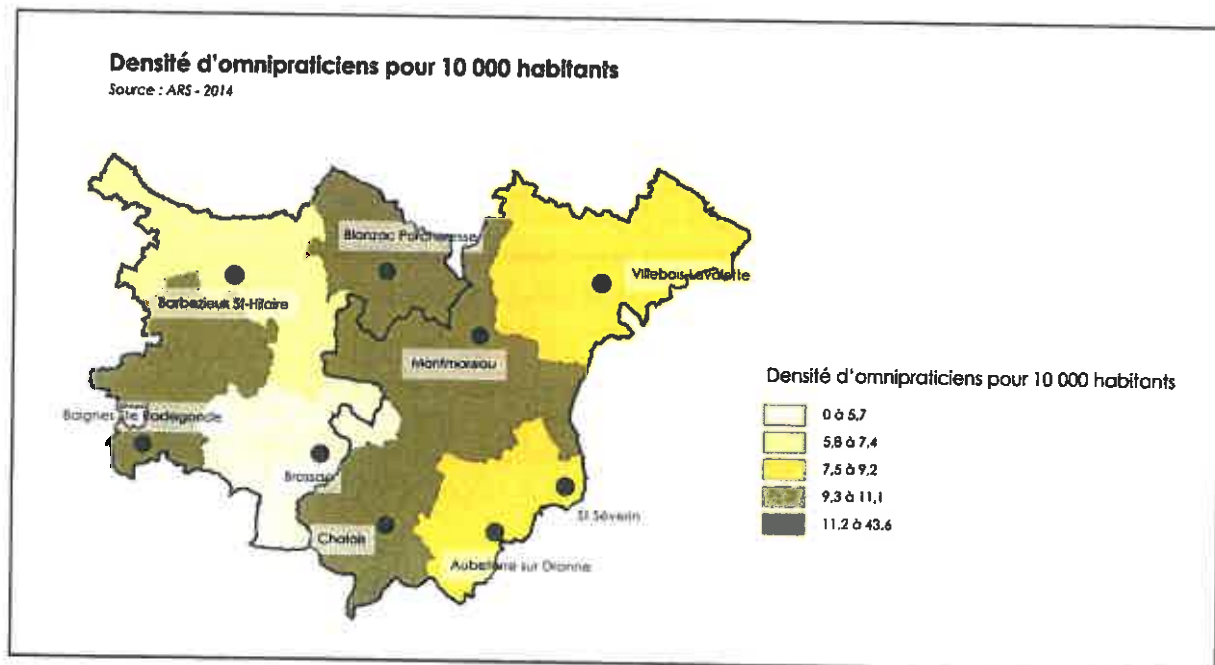 Densité d'omnipraticiens pour 10 000 habitants
Source : ARS - 2014
Blanzac Porcheresse
Villebois-Lavalette
Barbezieux St-Hilaire
Montmoreau
Baignes Ste Radegonde
Brossac
St Séverin
Chalais
Aubeterre sur Dronne
Densité d'omnipraticiens pour 10 000 habitants
0 à 5,7
5,8 à 7,4
7,5 à 9,2
9,3 à 11,1
11,2 à 43,6